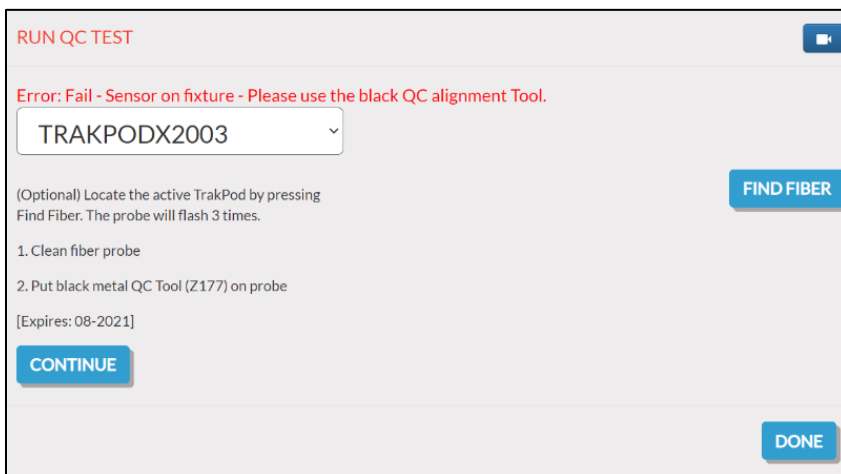 RUN QC TEST
Error: Fail - Sensor on fixture - Please use the black QC alignment Tool.
TRAKPODX2003
(Optional) Locate the active TrakPod by pressing
Find Fiber. The probe will flash 3 times.
FIND FIBER
1. Clean fiber probe
2. Put black metal QC Tool (Z177) on probe
[Expires: 08-2021]
CONTINUE
DONE